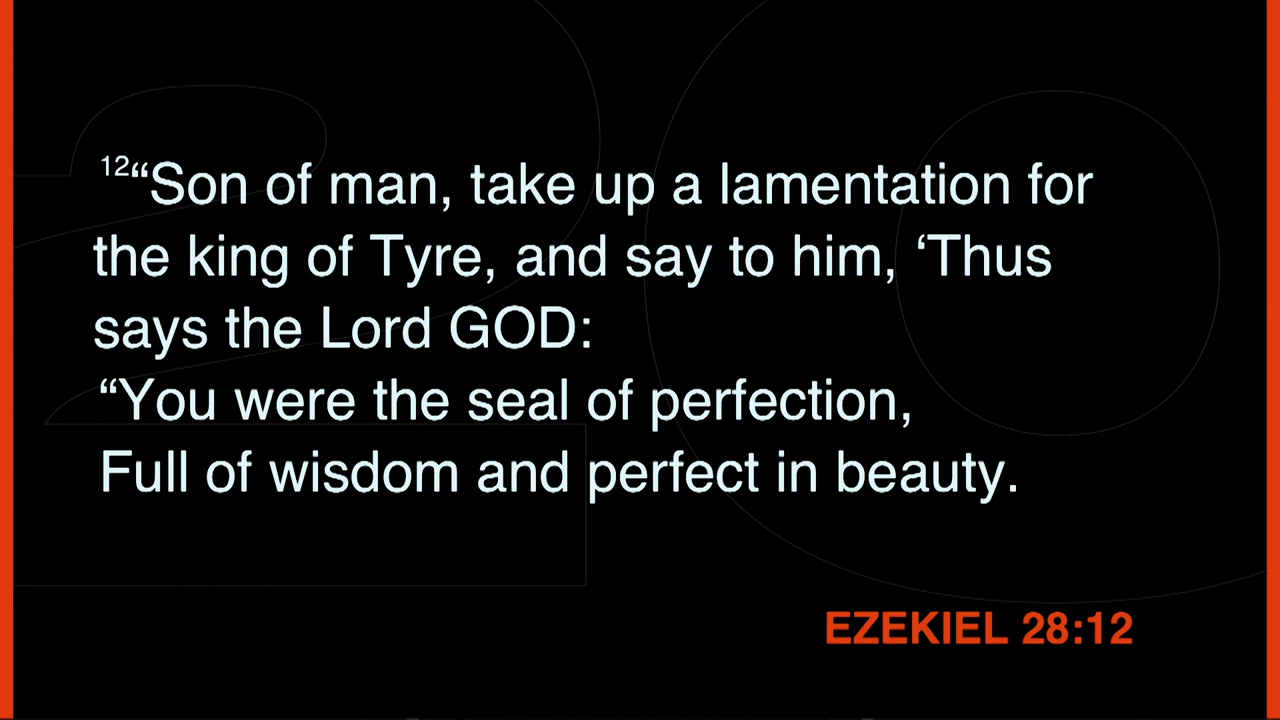 12“Son of man, take up a lamentation for
the king of Tyre, and say to him, ‘Thus
says the Lord GOD:
“You were the seal of perfection,
Full of wisdom and perfect in beauty.
EZEKIEL 28:12
20